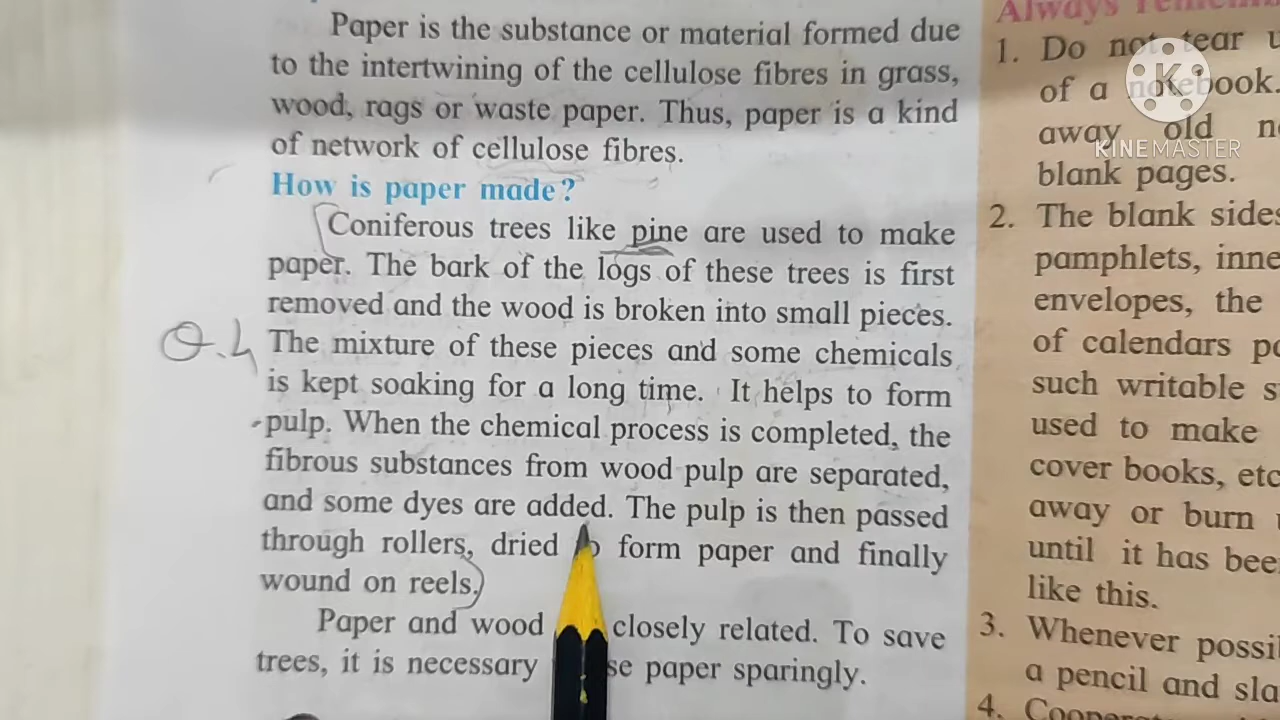 Paper is the substance or material formed due
to the intertwining of the cellulose fibres in grass,
wood, rags or waste paper. Thus, paper is a kind
of network of cellulose fibres.
How is paper made?
Coniferous trees like pine are used to make
paper. The bark of the logs of these trees is first
removed and the wood is broken into small pieces.
The mixture of these pieces and some chemicals
is kept soaking for a long time. It helps to form
pulp. When the chemical process is completed, the
fibrous substances from wood pulp are separated,
and some dyes are added. The pulp is then passed
through rollers, dried form paper and finally
wound on reels.
Paper and wood closely related. To save
trees, it is necessary paper sparingly.
Q.4
Always
1. Do not tear
of a notebook.
away old
blank pages.
2. The blank sides
pamphlets,
envelopes, the
of calendars
such writable
used to make
cover books, etc
away or burn
until it has
like this.
3. Whenever
a pencil and
4.
K
KINEMASTER